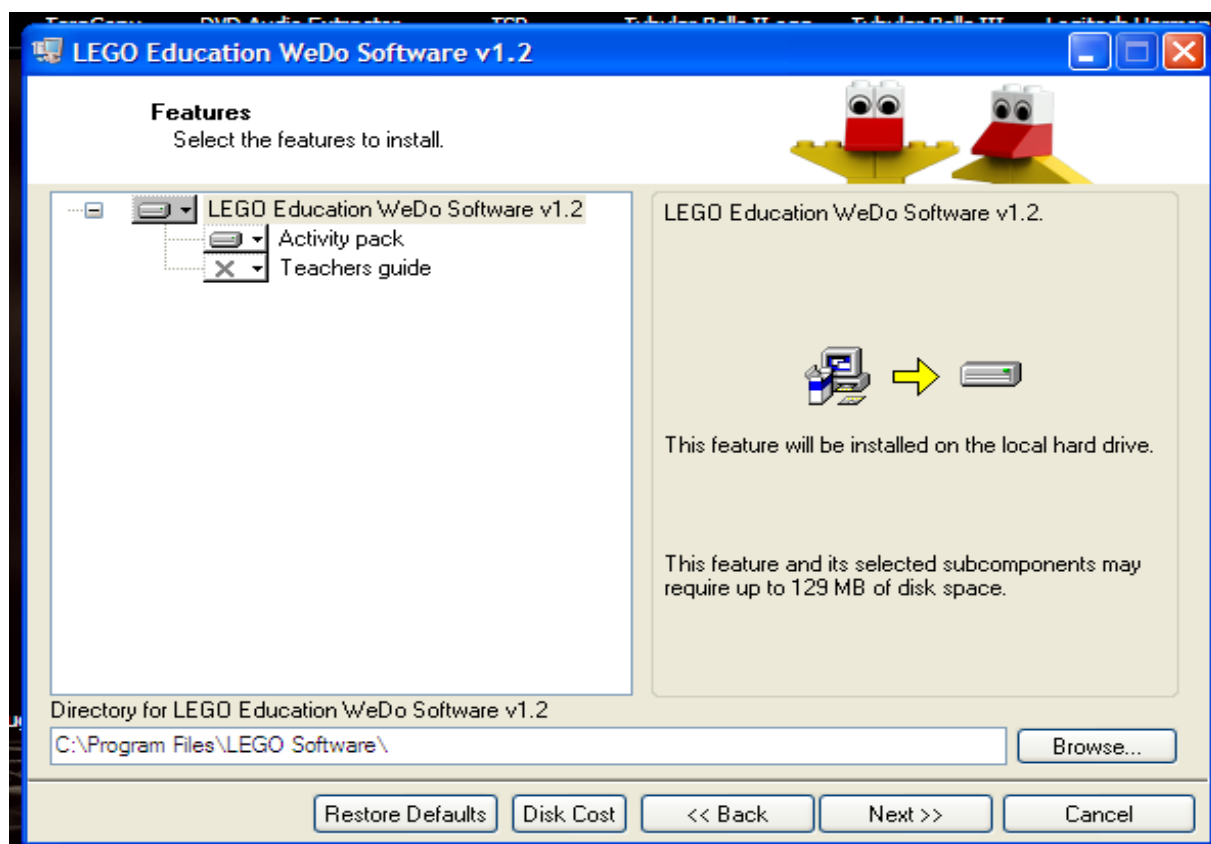 LEGO Education WeDo Software v1.2
Features
Select the features to install.
LEGO Education WeDo Software v1.2
Activity pack
Teachers guide
LEGO Education WeDo Software v1.2.
This feature will be installed on the local hard drive.
This feature and its selected subcomponents may
require up to 129 MB of disk space.
Directory for LEGO Education WeDo Software v1.2
C:\Program Files\LEGO Software\
Browse...
Restore Defaults
Disk Cost
<< Back
Next >>
Cancel